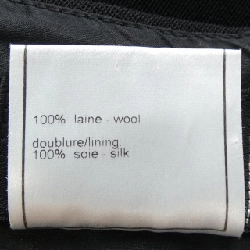 100% laine - wool
doublure/lining
100% soie - silk